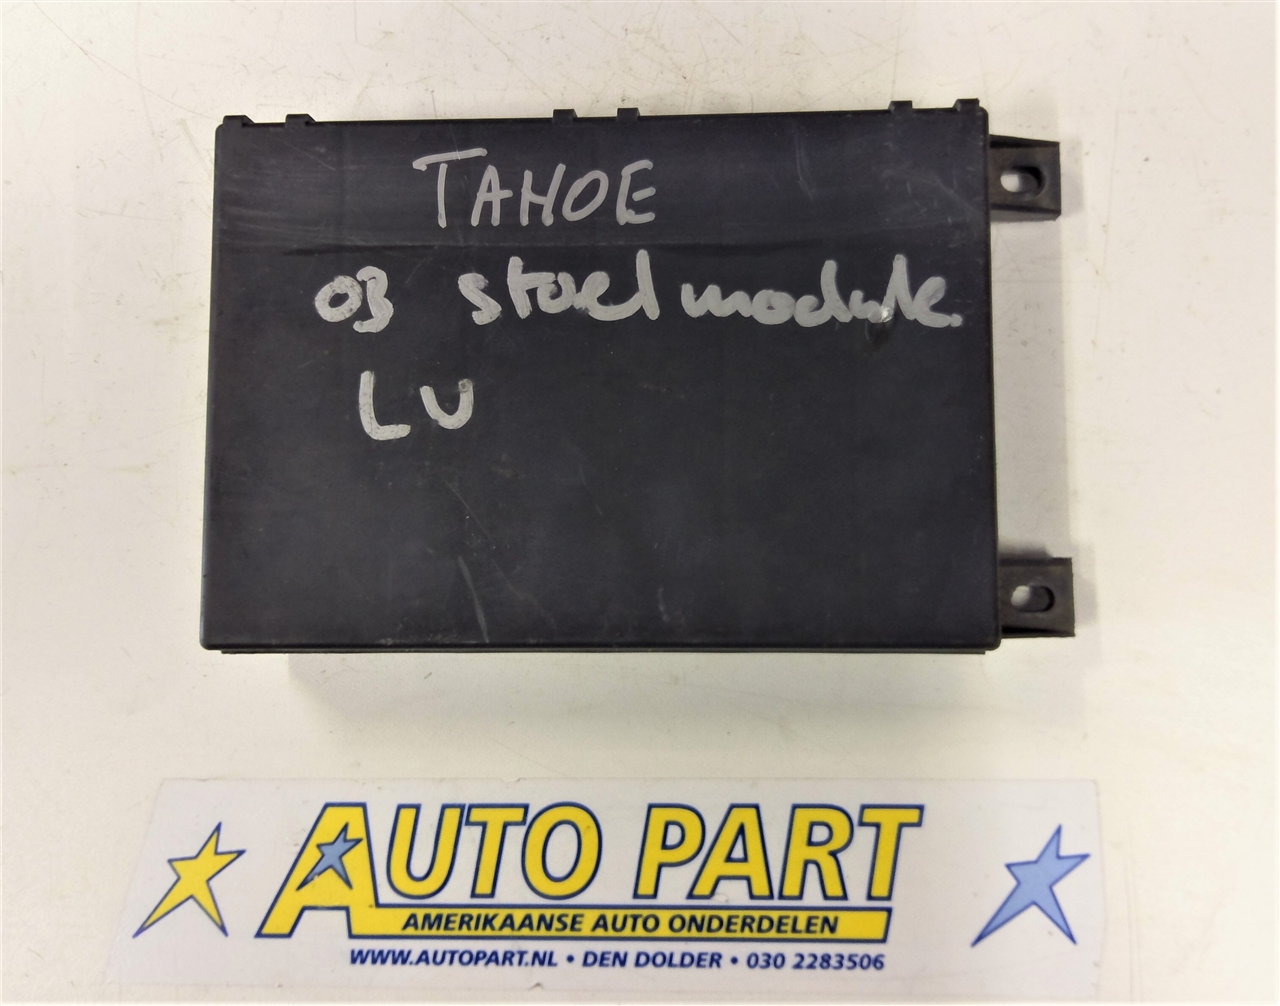 TAHOE
03 stoel module
LV
AUTO PART
AMERIKAANSE AUTO ONDERDELEN
WWW.AUTOPART.NL • DEN DOLDER • 030 2283506